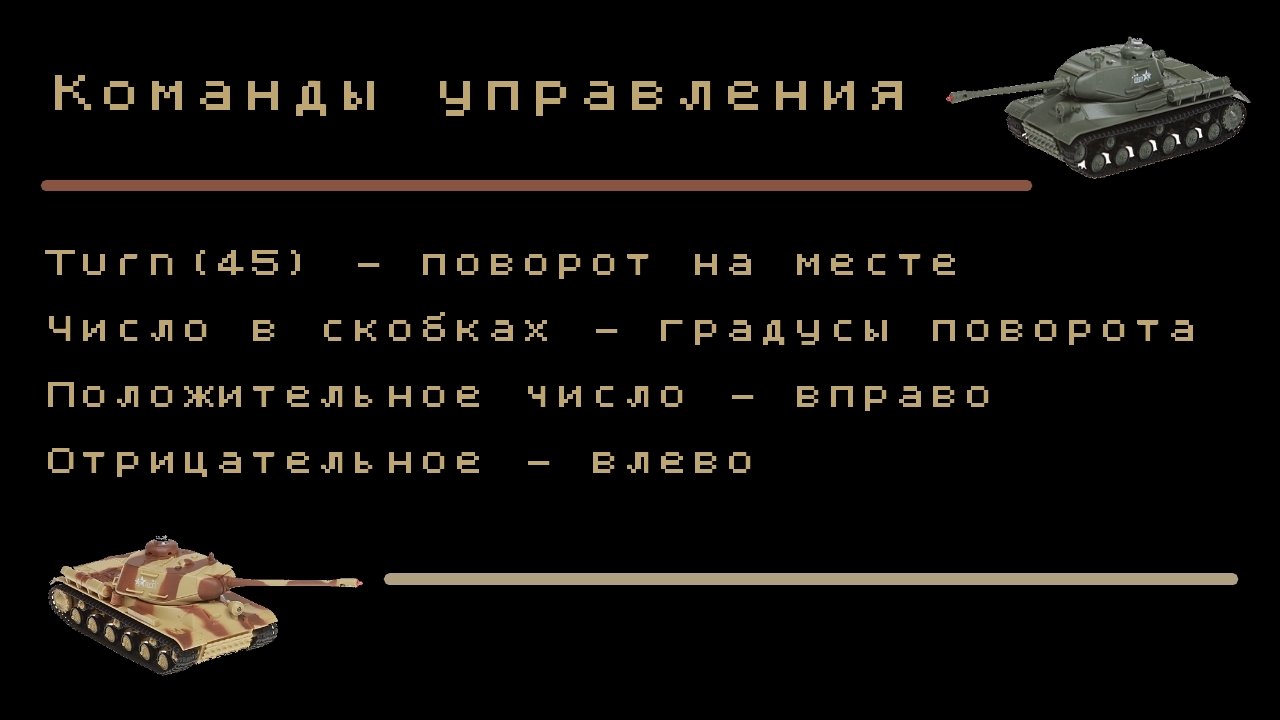 Команды управления
Turn(45) – поворот на месте
Число в скобках – градусы поворота
Положительное число – вправо
Отрицательное – влево